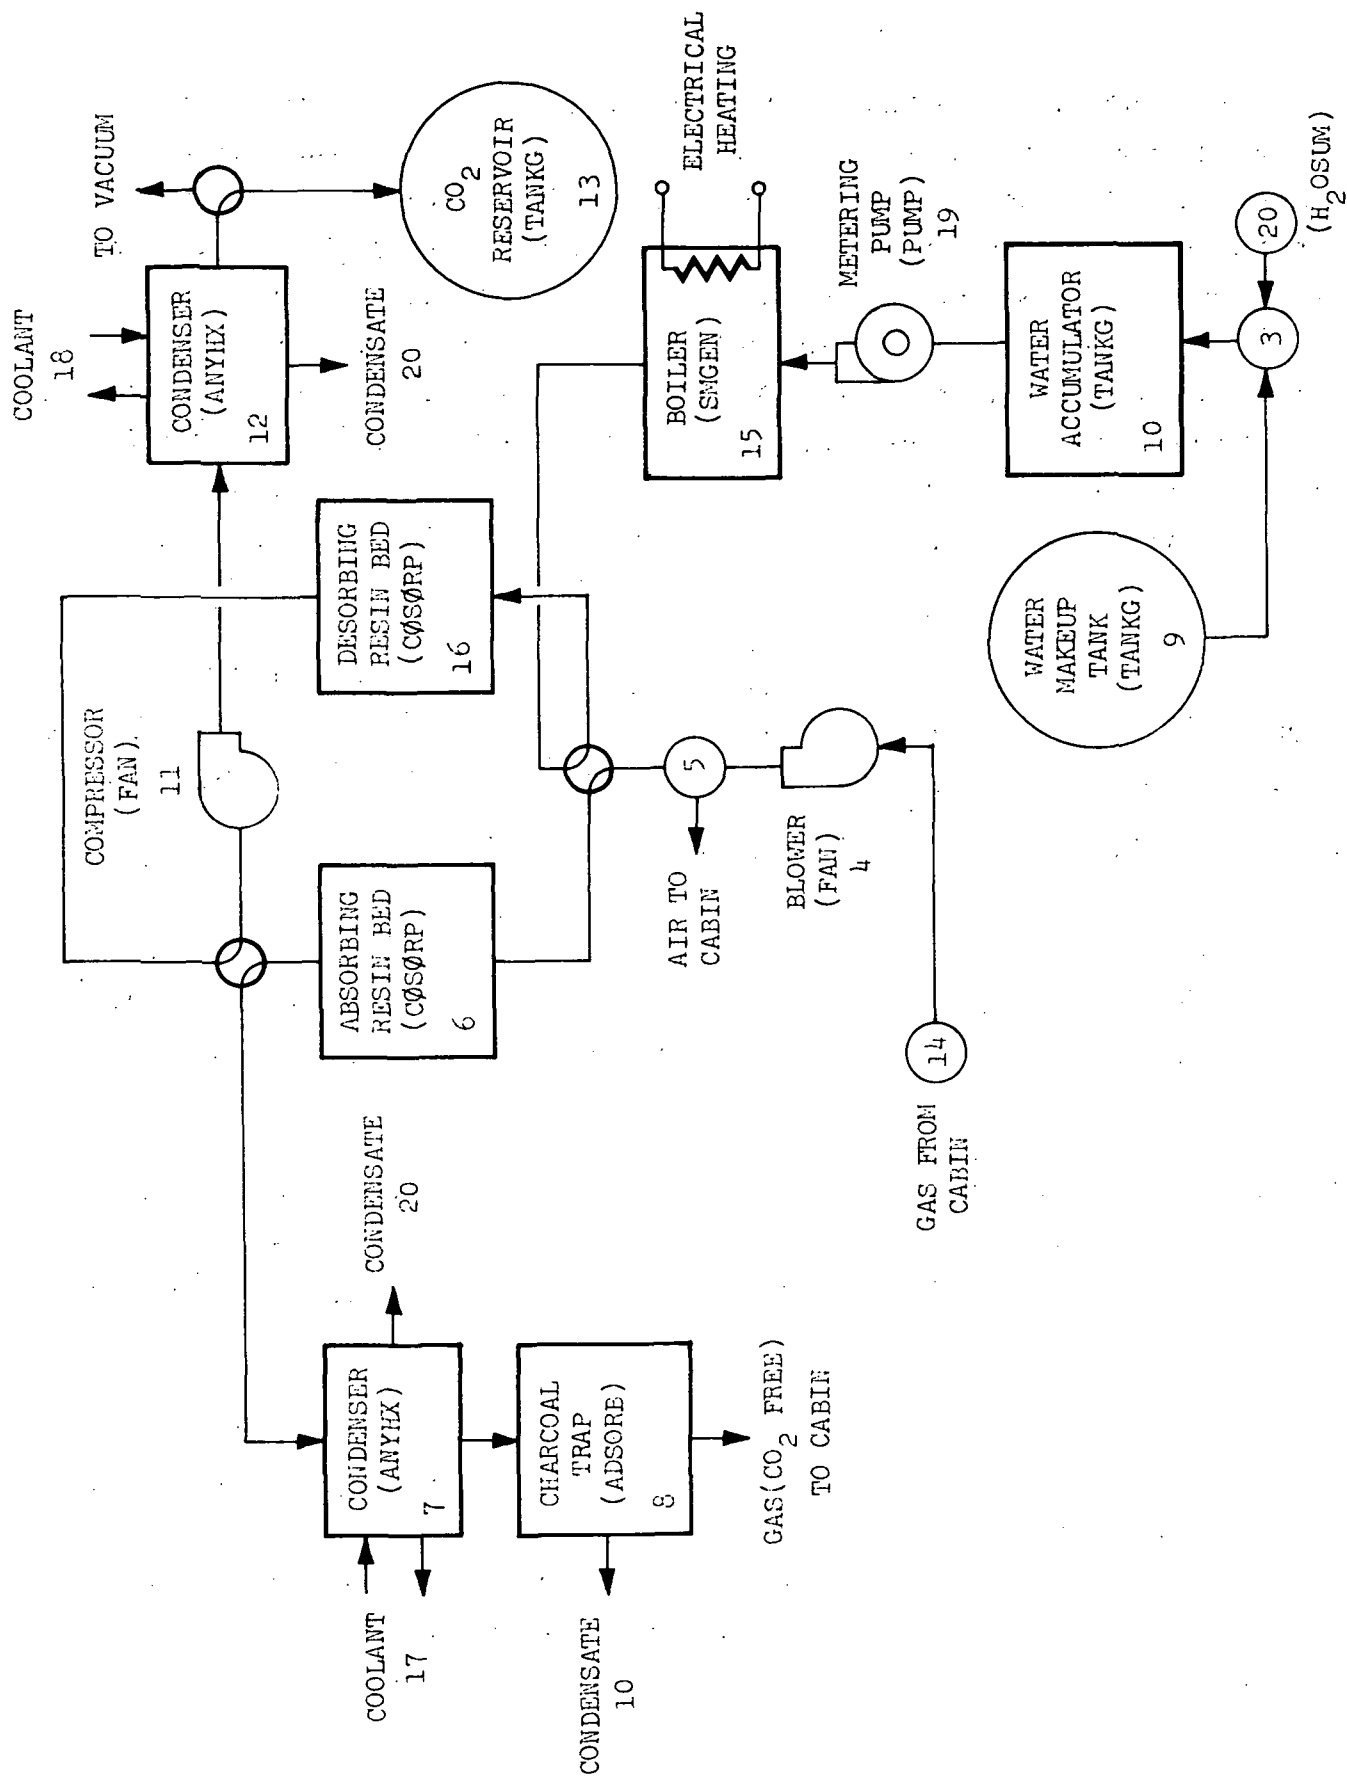 COOLANT
17
CONDENSER
(ANYHX)
7
CONDENSATE
20
CONDENSATE
10
CHARCOAL
TRAP
(ADSORB)
8
GAS(CO2 FREE)
TO CABIN
COMPRESSOR
(FAN)
11
ABSORBING
RESIN BED
(CØSØRP)
6
DESORBING
RESIN BED
(CØSØRP)
16
AIR TO
CABIN
5
BLOWER
(FAN)
4
GAS FROM
CABIN
14
COOLANT
18
TO VACUUM
CONDENSER
(ANYHX)
12
CONDENSATE
20
CO2
RESERVOIR
(TANKG)
13
ELECTRICAL
HEATING
BOILER
(SMGEN)
15
METERING
PUMP
(PUMP)
19
WATER
ACCUMULATOR
(TANKG)
10
WATER
MAKEUP
TANK
(TANKG)
9
3
20
(H2OSUM)